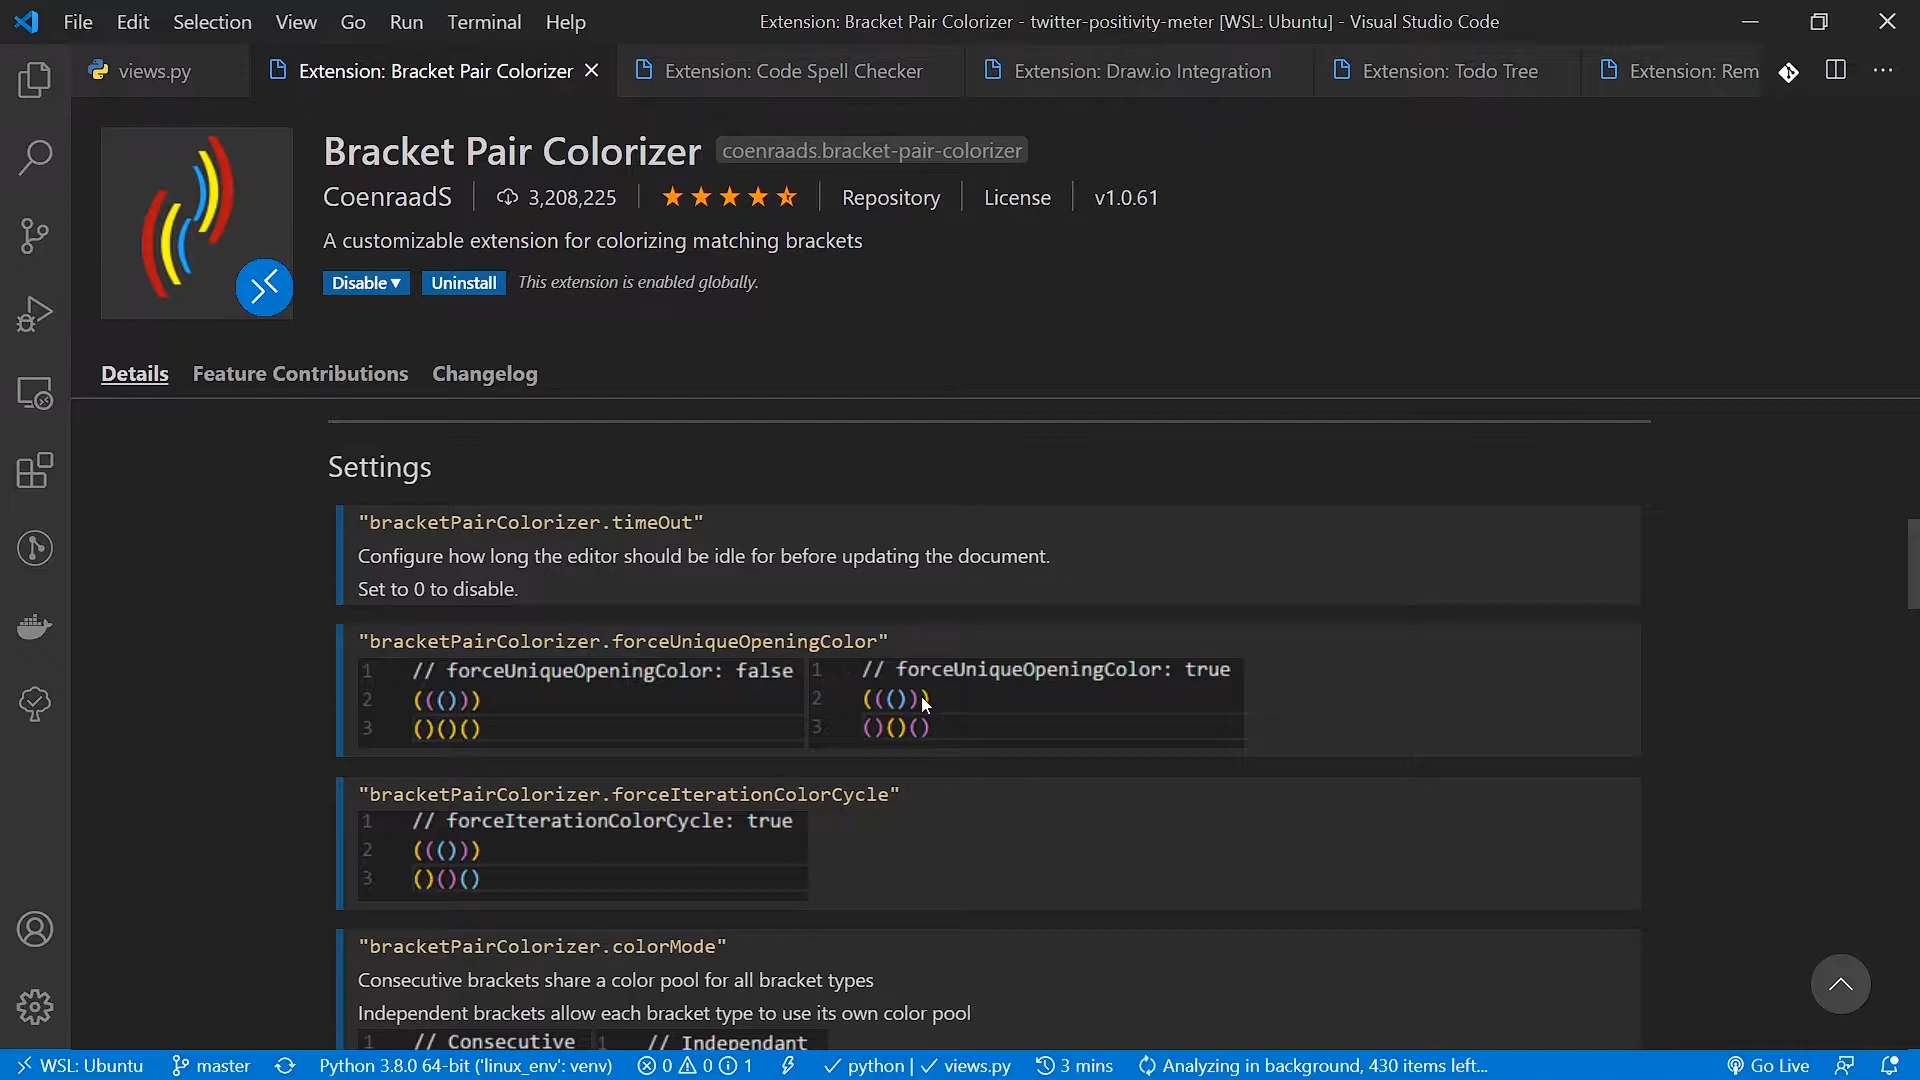 File Edit Selection View Go Run Terminal Help Extension: Bracket Pair Colorizer - twitter-positivity-meter [WSL: Ubuntu] - Visual Studio Code
views.py Extension: Bracket Pair Colorizer Extension: Code Spell Checker Extension: Draw.io Integration Extension: Todo Tree Extension: Rem
Bracket Pair Colorizer coenraads.bracket-pair-colorizer
CoenraadS 3,208,225 Repository License v1.0.61
A customizable extension for colorizing matching brackets
Disable Uninstall This extension is enabled globally.
Details Feature Contributions Changelog
Settings
"bracketPairColorizer.timeOut"
Configure how long the editor should be idle for before updating the document.
Set to 0 to disable.
"bracketPairColorizer.forceUniqueOpeningColor"
1 // forceUniqueOpeningColor: false 1 // forceUniqueOpeningColor: true
2 ((())) 2 ((()))
3 ()()() 3 ()()()
"bracketPairColorizer.forceIterationColorCycle"
1 // forceIterationColorCycle: true
2 ((()))
3 ()()()
"bracketPairColorizer.colorMode"
Consecutive brackets share a color pool for all bracket types
Independent brackets allow each bracket type to use its own color pool
1 // Consecutive 1 // Independant
WSL: Ubuntu master Python 3.8.0 64-bit ('linux_env': venv) 0 0 1 python | views.py 3 mins Analyzing in background, 430 items left... Go Live